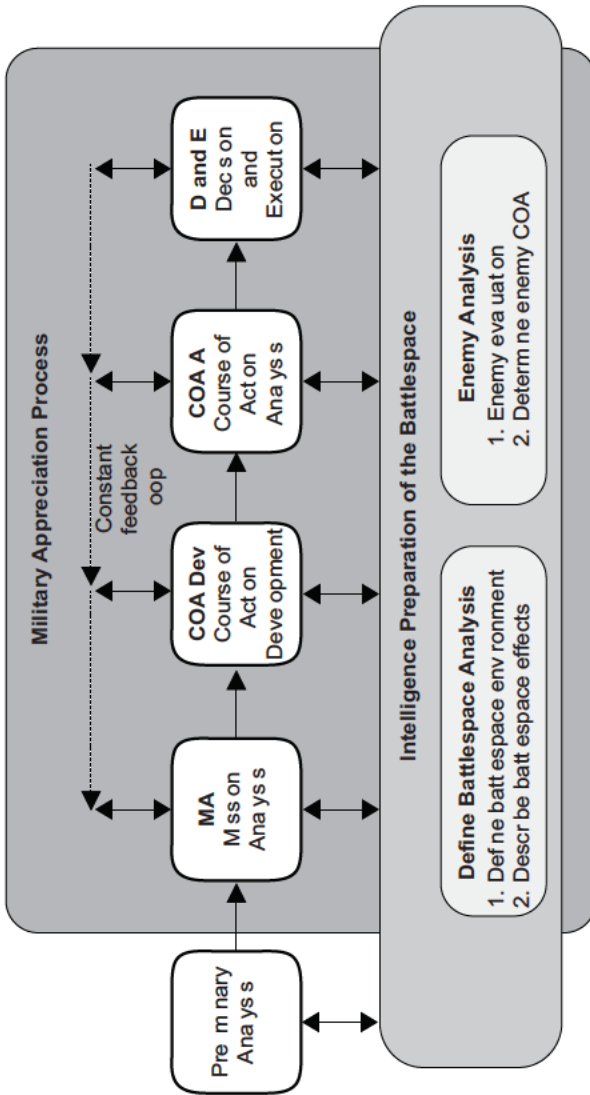 Military Appreciation Process
Constant
feedback
oop
Pre m nary
Ana ys s
MA
M ss on
Ana ys s
COA Dev
Course of
Act on
Deve opment
COA A
Course of
Act on
Ana ys s
D and E
Dec s on
and
Execut on
Intelligence Preparation of the Battlespace
Define Battlespace Analysis
1. Def ne batt espace env ronment
2. Descr be batt espace effects
Enemy Analysis
1. Enemy eva uat on
2. Determ ne enemy COA